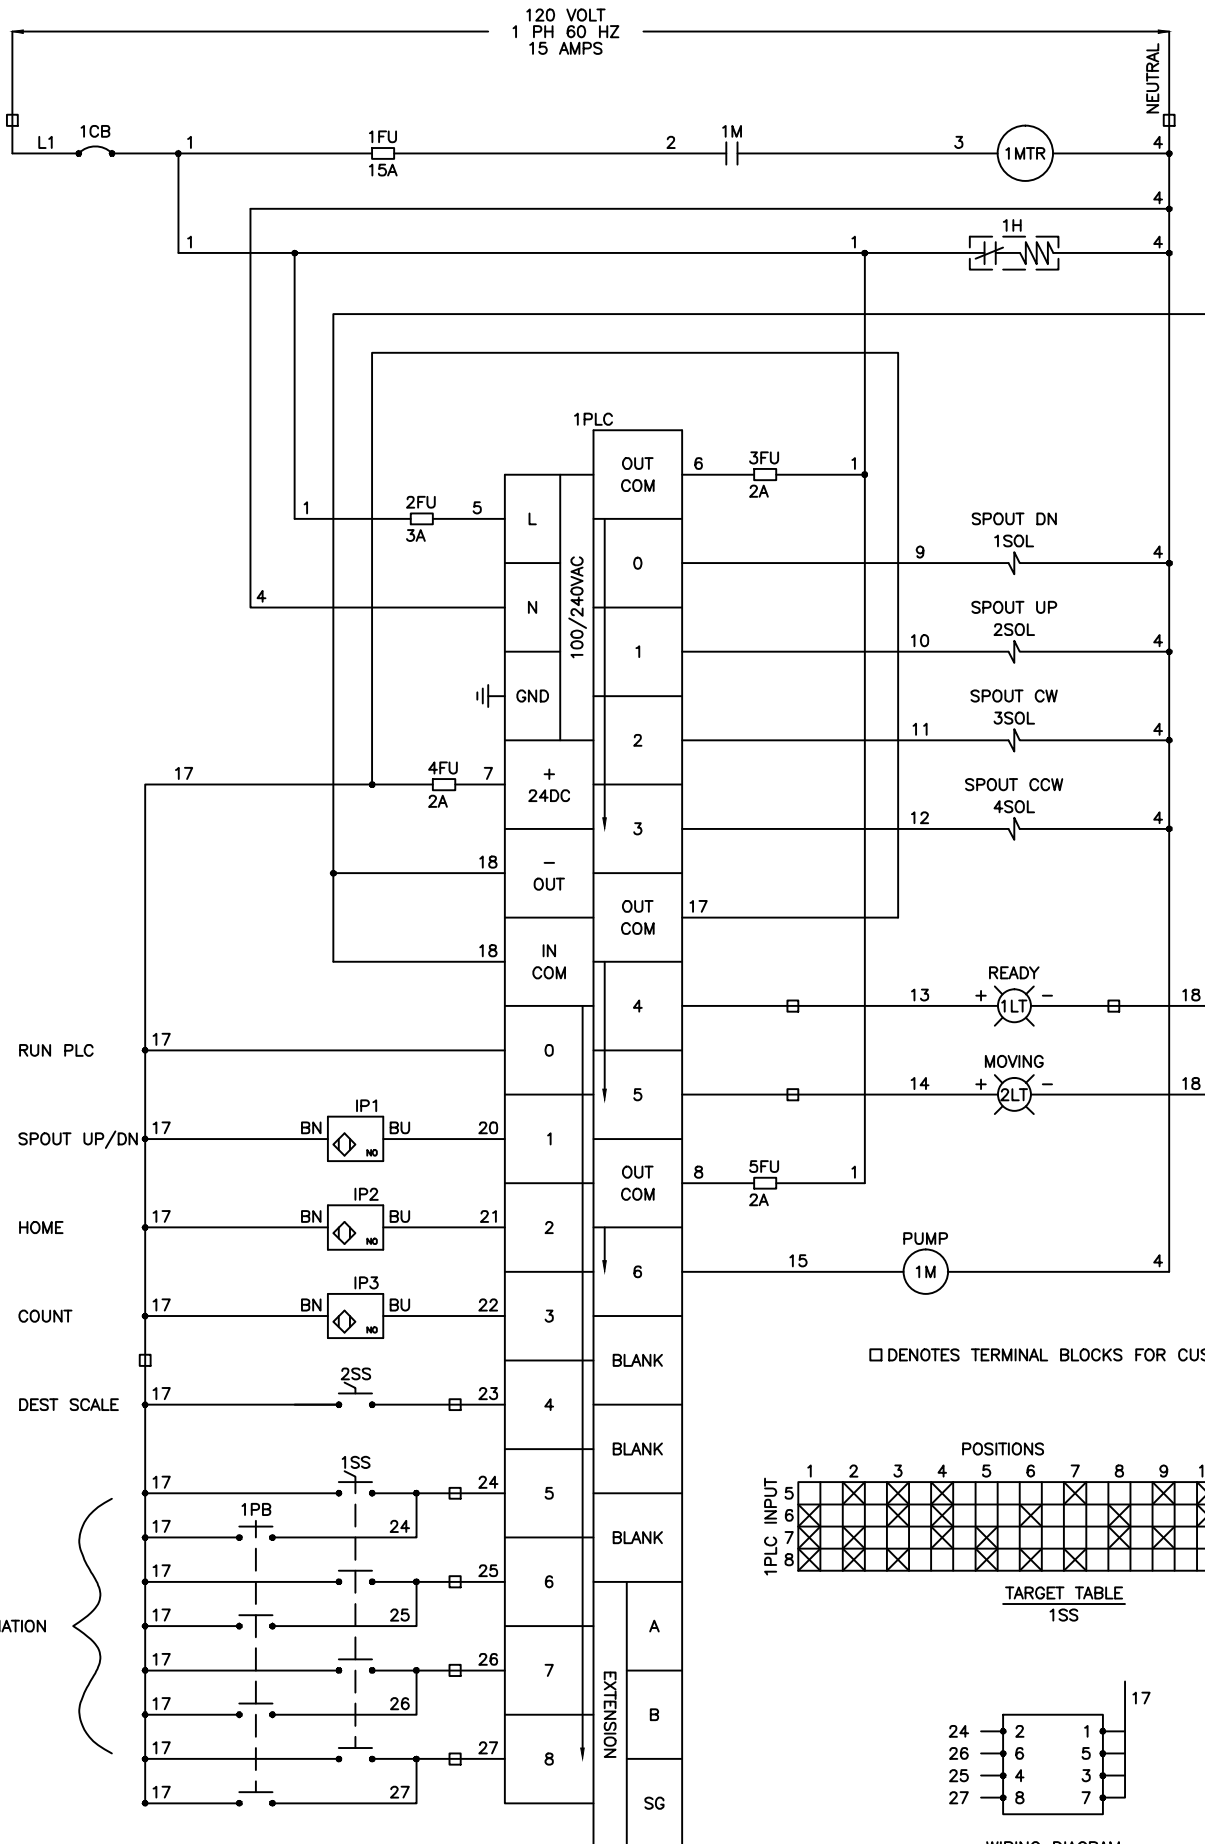 120 VOLT
1 PH 60 HZ
15 AMPS
NEUTRAL
L1 1CB 1 1FU 15A 2 1M 3 1MTR 4
4
1 1 1H 4
1PLC
OUT COM 6 3FU 2A 1
1 2FU 3A 5 L
100/240VAC
SPOUT DN
0 9 1SOL 4
4 N
SPOUT UP
1 10 2SOL 4
GND
SPOUT CW
2 11 3SOL 4
17 4FU 2A 7 + 24DC
SPOUT CCW
3 12 4SOL 4
18 − OUT
OUT COM 17
18 IN COM
READY
4 13 + 1LT − 18
RUN PLC 17 0
MOVING
5 14 + 2LT − 18
SPOUT UP/DN 17 BN IP1 NO BU 20 1
OUT COM 8 5FU 2A 1
HOME 17 BN IP2 NO BU 21 2
PUMP
6 15 1M 4
COUNT 17 BN IP3 NO BU 22 3
BLANK
DENOTES TERMINAL BLOCKS FOR CUS
DEST SCALE 17 2SS 23 4
BLANK
17 1SS 24 5
17 1PB 24
BLANK
17 25 6
NATION 17 25
A
17 26 7
17 26
B
EXTENSION
17 27 8
17 27
SG
POSITIONS
1 2 3 4 5 6 7 8 9 1
1PLC INPUT
5
6
7
8
TARGET TABLE
1SS
17
24 2 1
26 6 5
25 4 3
27 8 7
WIRING DIAGRAM